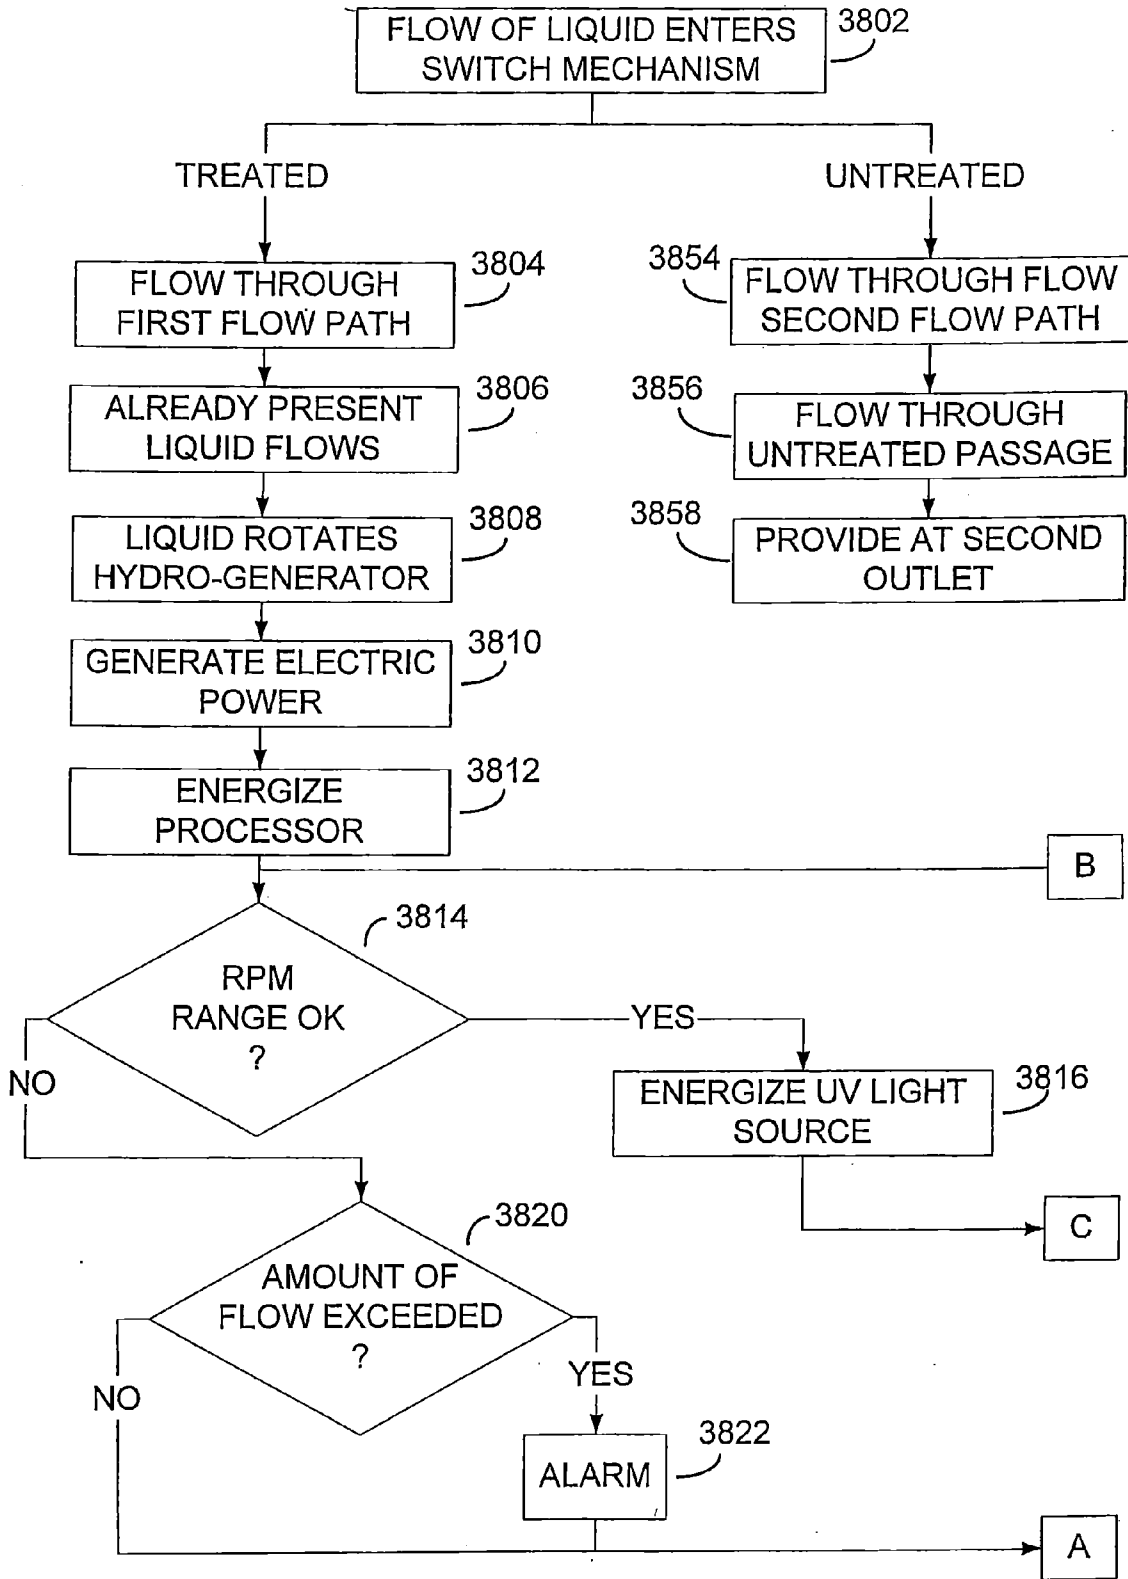 FLOW OF LIQUID ENTERS
SWITCH MECHANISM
3802
TREATED
UNTREATED
FLOW THROUGH
FIRST FLOW PATH
3804
3854
FLOW THROUGH FLOW
SECOND FLOW PATH
ALREADY PRESENT
LIQUID FLOWS
3806
3856
FLOW THROUGH
UNTREATED PASSAGE
LIQUID ROTATES
HYDRO-GENERATOR
3808
3858
PROVIDE AT SECOND
OUTLET
GENERATE ELECTRIC
POWER
3810
ENERGIZE
PROCESSOR
3812
B
RPM
RANGE OK
?
3814
YES
NO
ENERGIZE UV LIGHT
SOURCE
3816
C
AMOUNT OF
FLOW EXCEEDED
?
3820
YES
NO
ALARM
3822
A